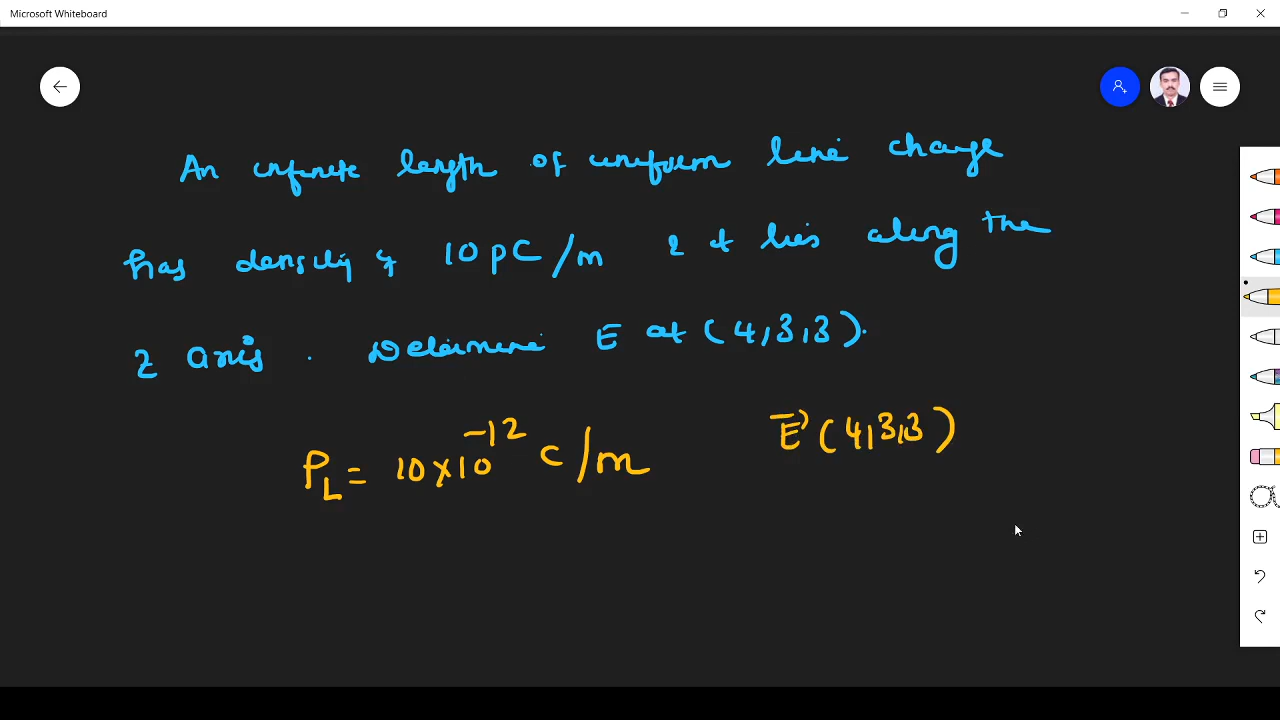 Microsoft Whiteboard
An infinite length of uniform line charge
has density of 10 pC/m & it lies along the
z axis. Determine E at (4,3,3).
ρL = 10×10⁻¹² C/m E⃗ (4,3,3)